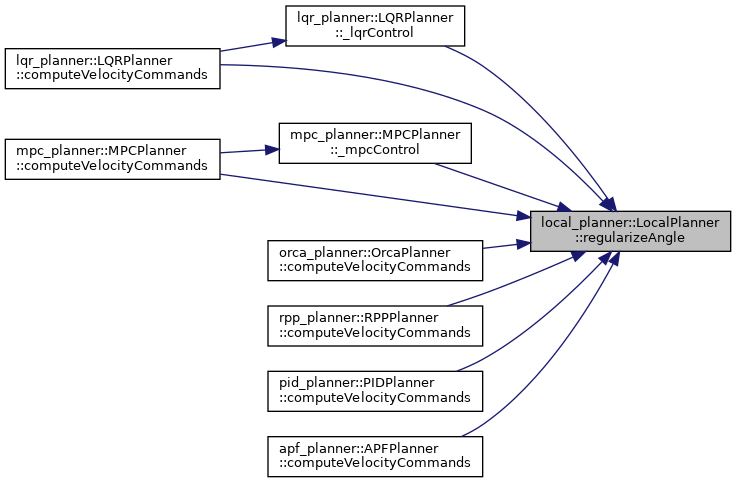 lqr_planner::LQRPlanner
::_lqrControl
lqr_planner::LQRPlanner
::computeVelocityCommands
mpc_planner::MPCPlanner
::_mpcControl
mpc_planner::MPCPlanner
::computeVelocityCommands
local_planner::LocalPlanner
::regularizeAngle
orca_planner::OrcaPlanner
::computeVelocityCommands
rpp_planner::RPPPlanner
::computeVelocityCommands
pid_planner::PIDPlanner
::computeVelocityCommands
apf_planner::APFPlanner
::computeVelocityCommands